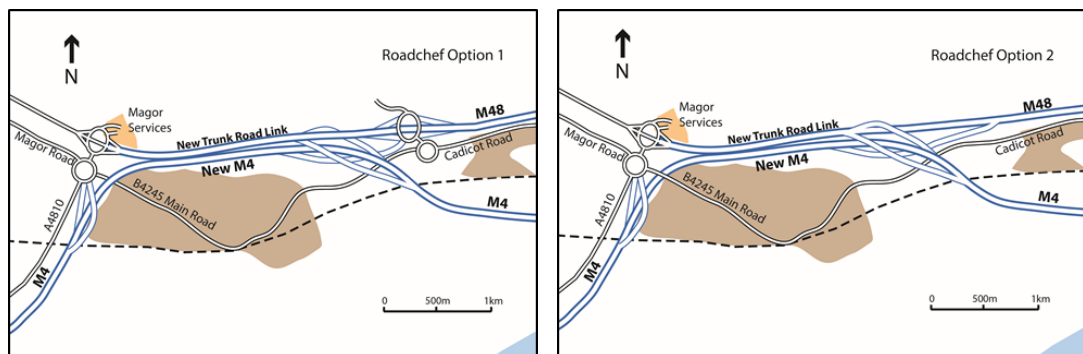 Roadchef Option 1
N
Magor
Services
M48
New Trunk Road Link
Magor Road
Cadicot Road
New M4
B4245 Main Road
A4810
M4
M4
0 500m 1km
Roadchef Option 2
N
Magor
Services
M48
New Trunk Road Link
Magor Road
Cadicot Road
New M4
B4245 Main Road
A4810
M4
M4
0 500m 1km